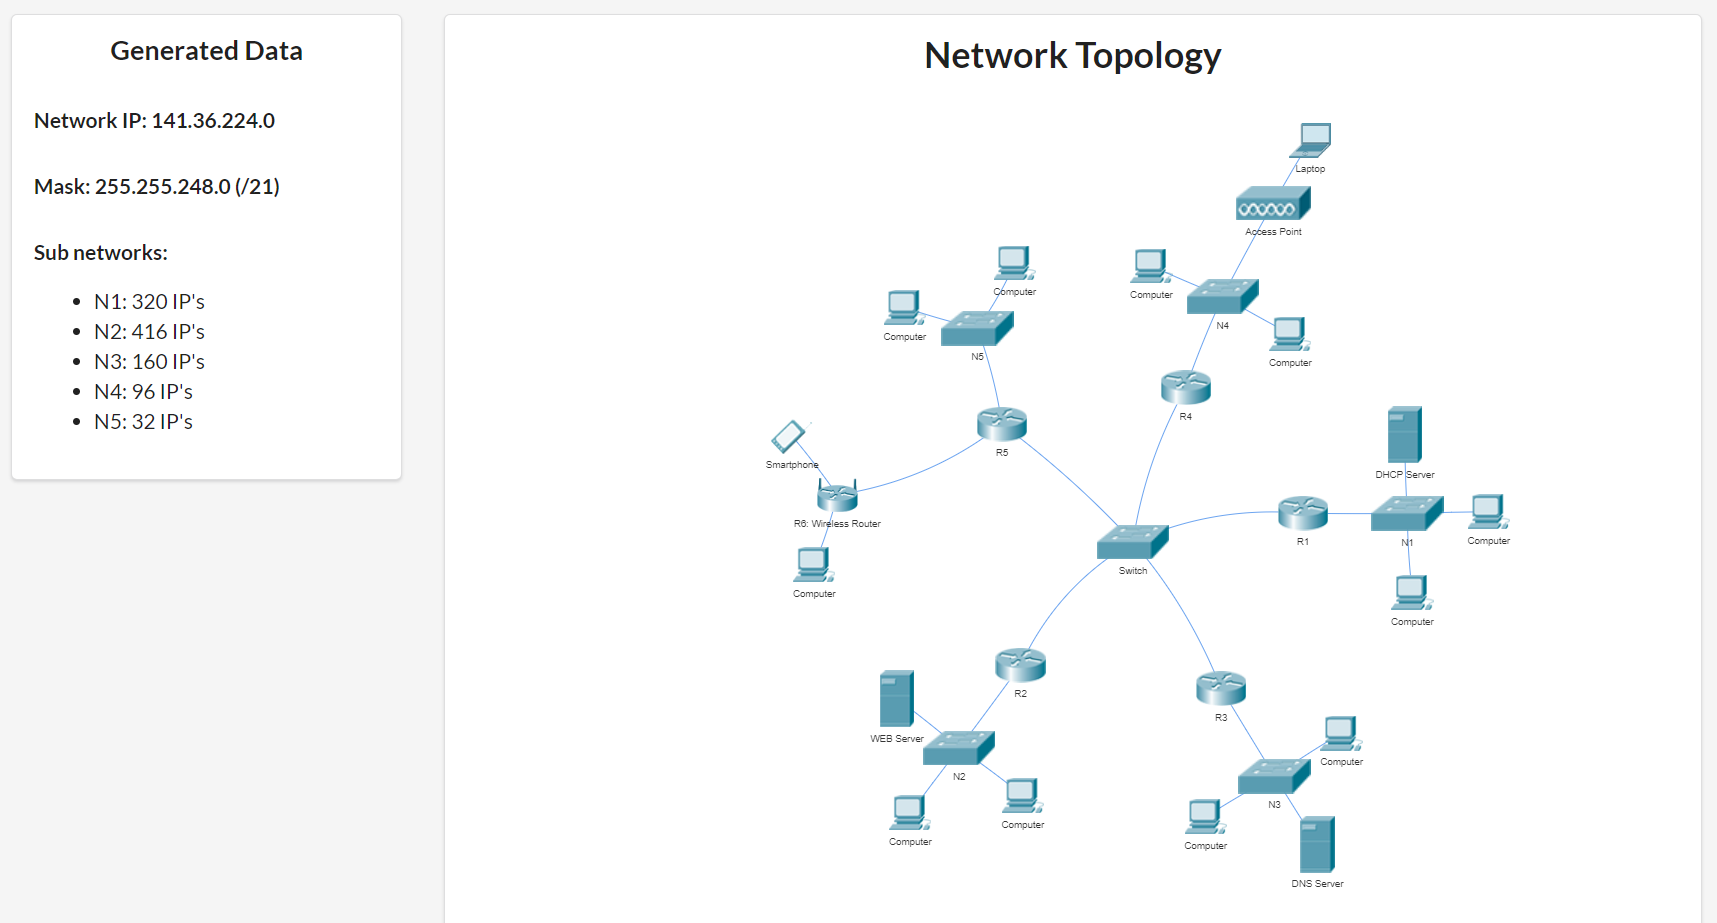 Generated Data
Network IP: 141.36.224.0
Mask: 255.255.248.0 (/21)
Sub networks:
N1: 320 IP's
N2: 416 IP's
N3: 160 IP's
N4: 96 IP's
N5: 32 IP's
Network Topology
Laptop
Access Point
Computer
Computer
N4
Computer
Computer
N5
Computer
R4
R5
Smartphone
DHCP Server
R6: Wireless Router
R1
N1
Computer
Switch
Computer
Computer
R2
R3
WEB Server
N2
Computer
N3
Computer
Computer
Computer
DNS Server